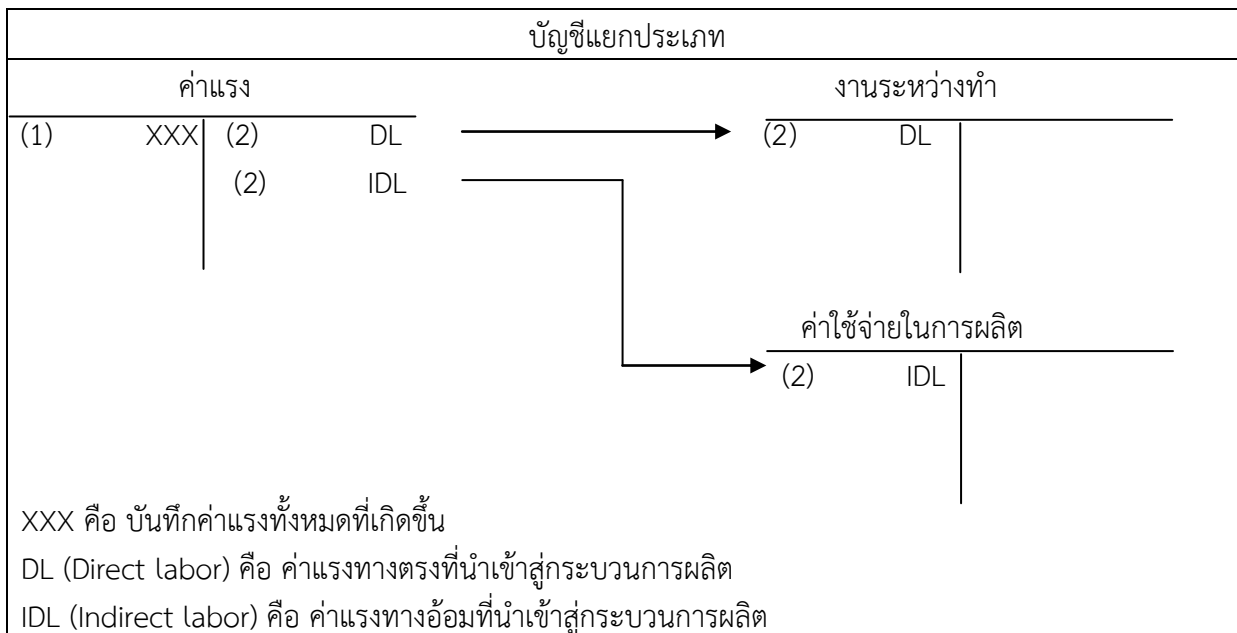 บัญชีแยกประเภท
ค่าแรง งานระหว่างทำ
(1) XXX (2) DL (2) DL
(2) IDL
ค่าใช้จ่ายในการผลิต
(2) IDL
XXX คือ บันทึกค่าแรงทั้งหมดที่เกิดขึ้น
DL (Direct labor) คือ ค่าแรงทางตรงที่นำเข้าสู่กระบวนการผลิต
IDL (Indirect labor) คือ ค่าแรงทางอ้อมที่นำเข้าสู่กระบวนการผลิต